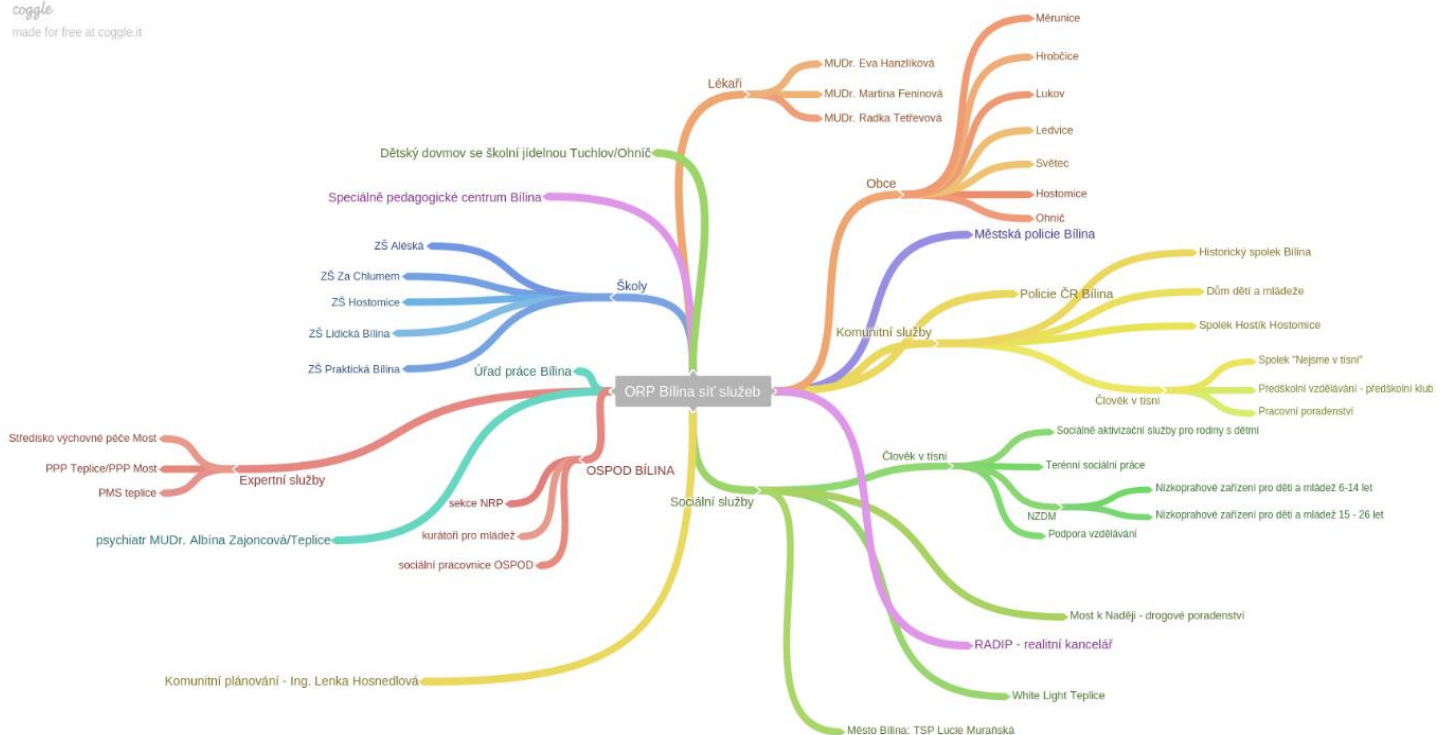 coggle
made for free at coggle.it
Lékaři
MUDr. Eva Hanzlíková
MUDr. Martina Feninová
MUDr. Radka Tetřevová
Dětský dovmov se školní jídelnou Tuchlov/Ohníč
Speciálně pedagogické centrum Bílina
Školy
ZŠ Aléská
ZŠ Za Chlumem
ZŠ Hostomice
ZŠ Lidická Bílina
ZŠ Praktická Bílina
Úřad práce Bílina
ORP Bílina síť služeb
Expertní služby
Středisko výchovné péče Most
PPP Teplice/PPP Most
PMS teplice
OSPOD BÍLINA
sekce NRP
kurátoři pro mládež
sociální pracovnice OSPOD
psychiatr MUDr. Albína Zajoncová/Teplice
Komunitní plánování - Ing. Lenka Hosnedlová
Obce
Měrunice
Hrobčice
Lukov
Ledvice
Světec
Hostomice
Ohníč
Městská policie Bílina
Policie ČR Bílina
Komunitní služby
Historický spolek Bílina
Dům dětí a mládeže
Spolek Hostík Hostomice
Člověk v tísni
Spolek "Nejsme v tísni"
Předškolní vzdělávání - předškolní klub
Pracovní poradenství
Sociální služby
Člověk v tísni
Sociálně aktivizační služby pro rodiny s dětmi
Terénní sociální práce
NZDM
Nízkoprahové zařízení pro děti a mládež 6-14 let
Nízkoprahové zařízení pro děti a mládež 15 - 26 let
Podpora vzdělávání
Most k Naději - drogové poradenství
RADIP - realitní kancelář
White Light Teplice
Město Bílina: TSP Lucie Muraňská